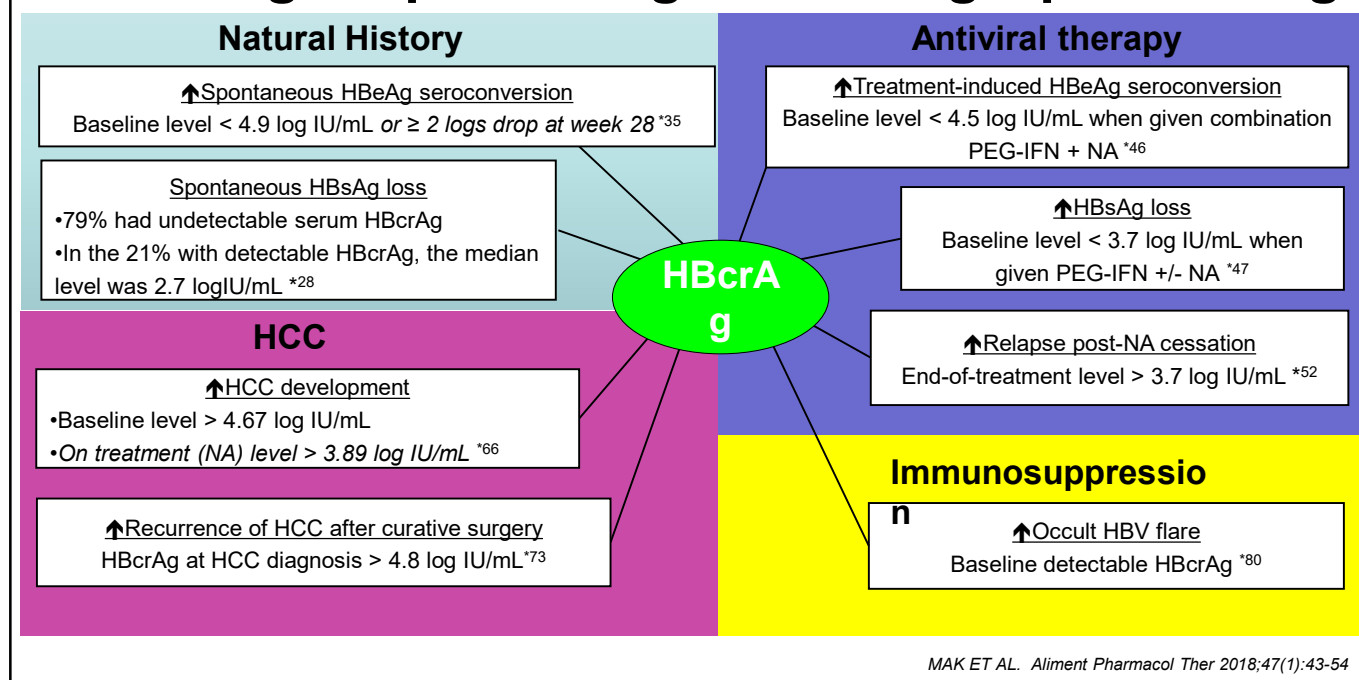 Natural History
↑Spontaneous HBeAg seroconversion
Baseline level < 4.9 log IU/mL or ≥ 2 logs drop at week 28 *35
Spontaneous HBsAg loss
•79% had undetectable serum HBcrAg
•In the 21% with detectable HBcrAg, the median
level was 2.7 logIU/mL *28
Antiviral therapy
↑Treatment-induced HBeAg seroconversion
Baseline level < 4.5 log IU/mL when given combination
PEG-IFN + NA *46
↑HBsAg loss
Baseline level < 3.7 log IU/mL when
given PEG-IFN +/- NA *47
↑Relapse post-NA cessation
End-of-treatment level > 3.7 log IU/mL *52
HBcrA
g
HCC
↑HCC development
•Baseline level > 4.67 log IU/mL
•On treatment (NA) level > 3.89 log IU/mL *66
↑Recurrence of HCC after curative surgery
HBcrAg at HCC diagnosis > 4.8 log IU/mL*73
Immunosuppressio
n
↑Occult HBV flare
Baseline detectable HBcrAg *80
MAK ET AL. Aliment Pharmacol Ther 2018;47(1):43-54